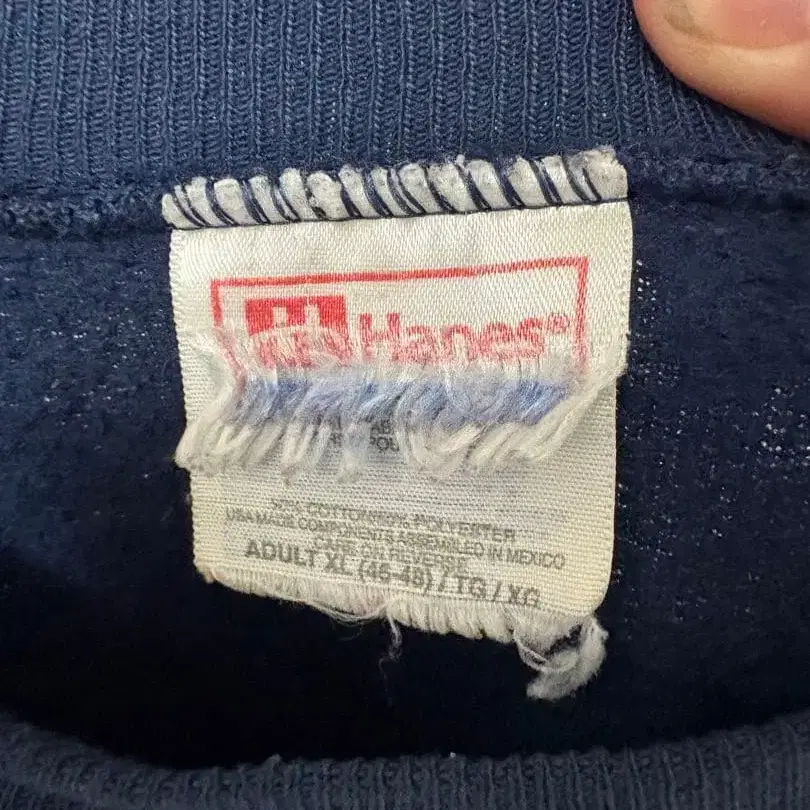 Hanes®
COTTON/50% POLYESTER
USA MADE COMPONENTS ASSEMBLED IN MEXICO
CARE ON REVERSE
ADULT XL (46-48) / TG / XG